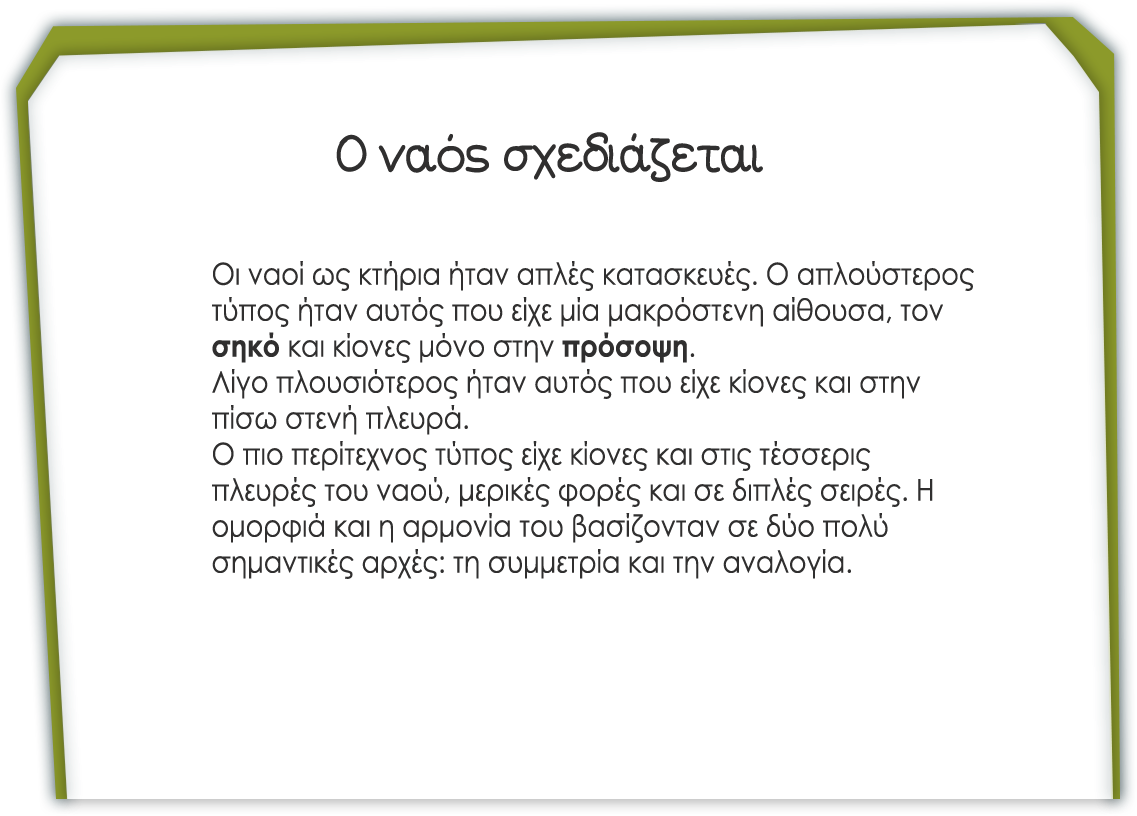 Ο ναός σχεδιάζεται
Οι ναοί ως κτήρια ήταν απλές κατασκευές. Ο απλούστερος
τύπος ήταν αυτός που είχε μία μακρόστενη αίθουσα, τον
σηκό και κίονες μόνο στην πρόσοψη.
Λίγο πλουσιότερος ήταν αυτός που είχε κίονες και στην
πίσω στενή πλευρά.
Ο πιο περίτεχνος τύπος είχε κίονες και στις τέσσερις
πλευρές του ναού, μερικές φορές και σε διπλές σειρές. Η
ομορφιά και η αρμονία του βασίζονταν σε δύο πολύ
σημαντικές αρχές: τη συμμετρία και την αναλογία.